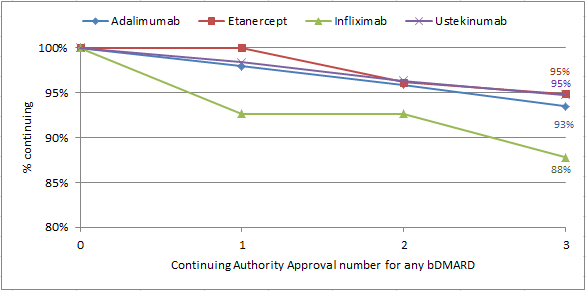 Adalimumab Etanercept Infliximab Ustekinumab
100%
95%
90%
85%
80%
% continuing
95%
95%
93%
88%
0 1 2 3
Continuing Authority Approval number for any bDMARD